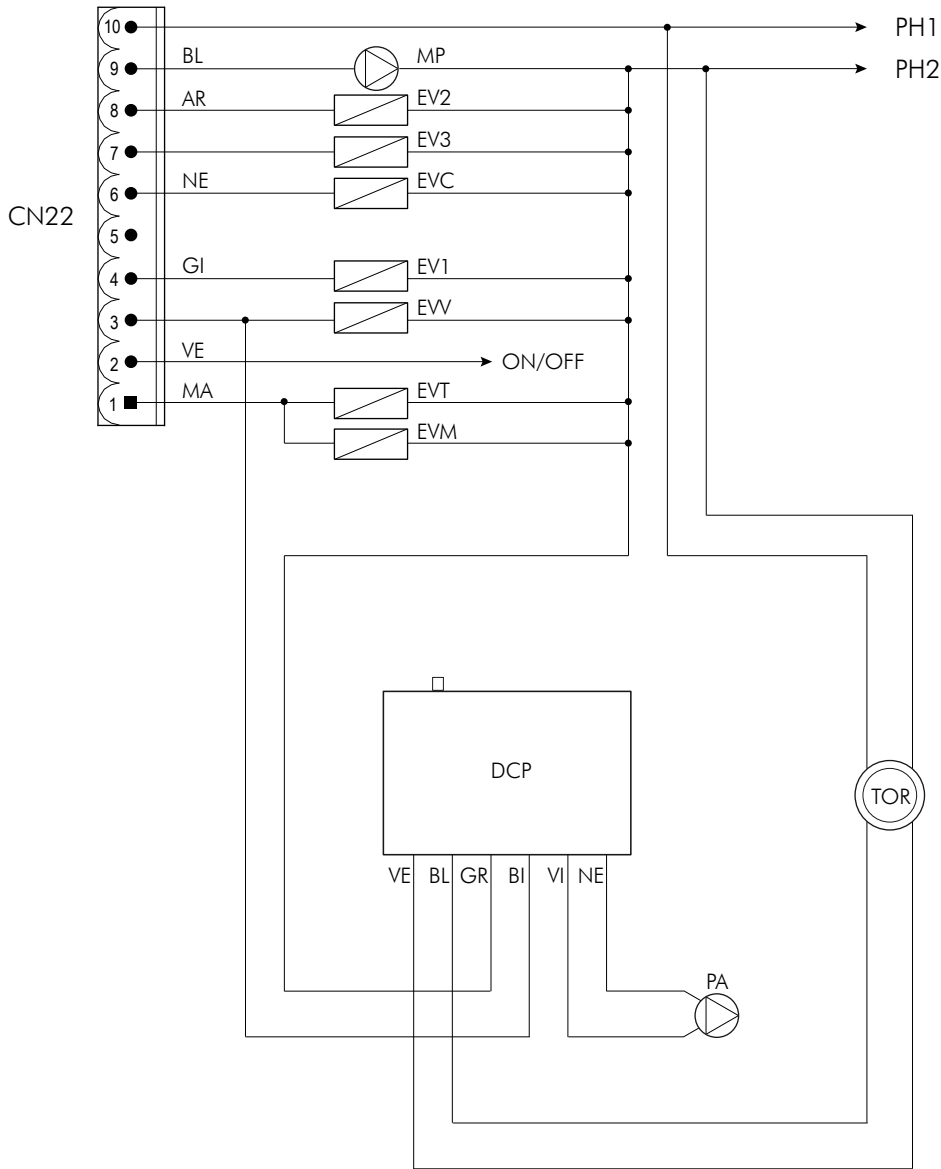 10 PH1
9 BL MP PH2
8 AR EV2
7 EV3
6 NE EVC
CN22
5
4 GI EV1
3 EVV
2 VE ON/OFF
1 MA EVT
EVM
DCP
TOR
VE BL GR BI VI NE
PA